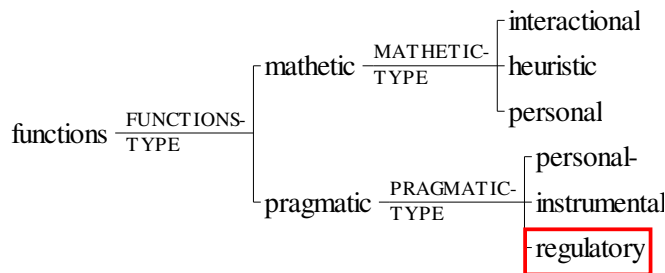 interactional
mathetic MATHETIC- heuristic
TYPE
personal
functions FUNCTIONS-
TYPE
personal-
pragmatic PRAGMATIC- instrumental
TYPE
regulatory